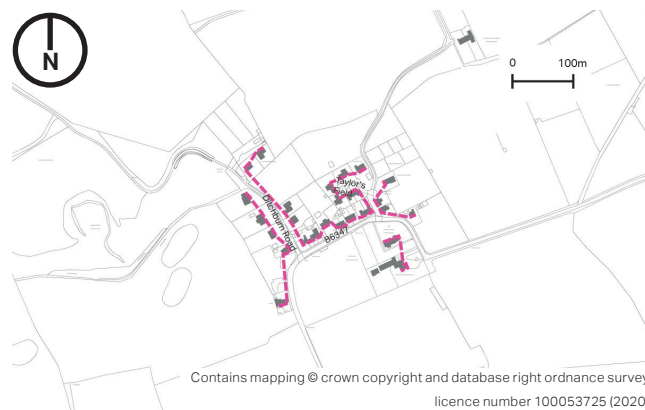 N
0 100m
Taylor's
Field
Ditchburn Road
B6347
Contains mapping © crown copyright and database right ordnance survey
licence number 100053725 (2020